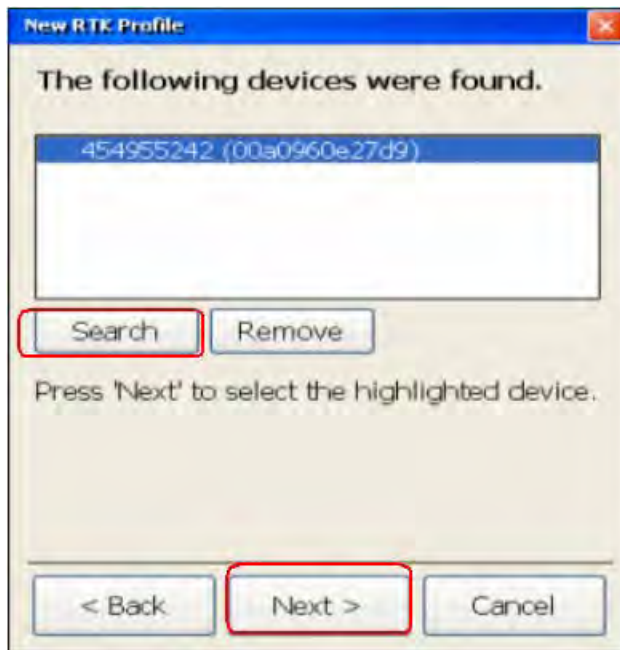 New RTK Profile
The following devices were found.
454955242 (00a0960e27d9)
Search Remove
Press 'Next' to select the highlighted device.
< Back Next > Cancel